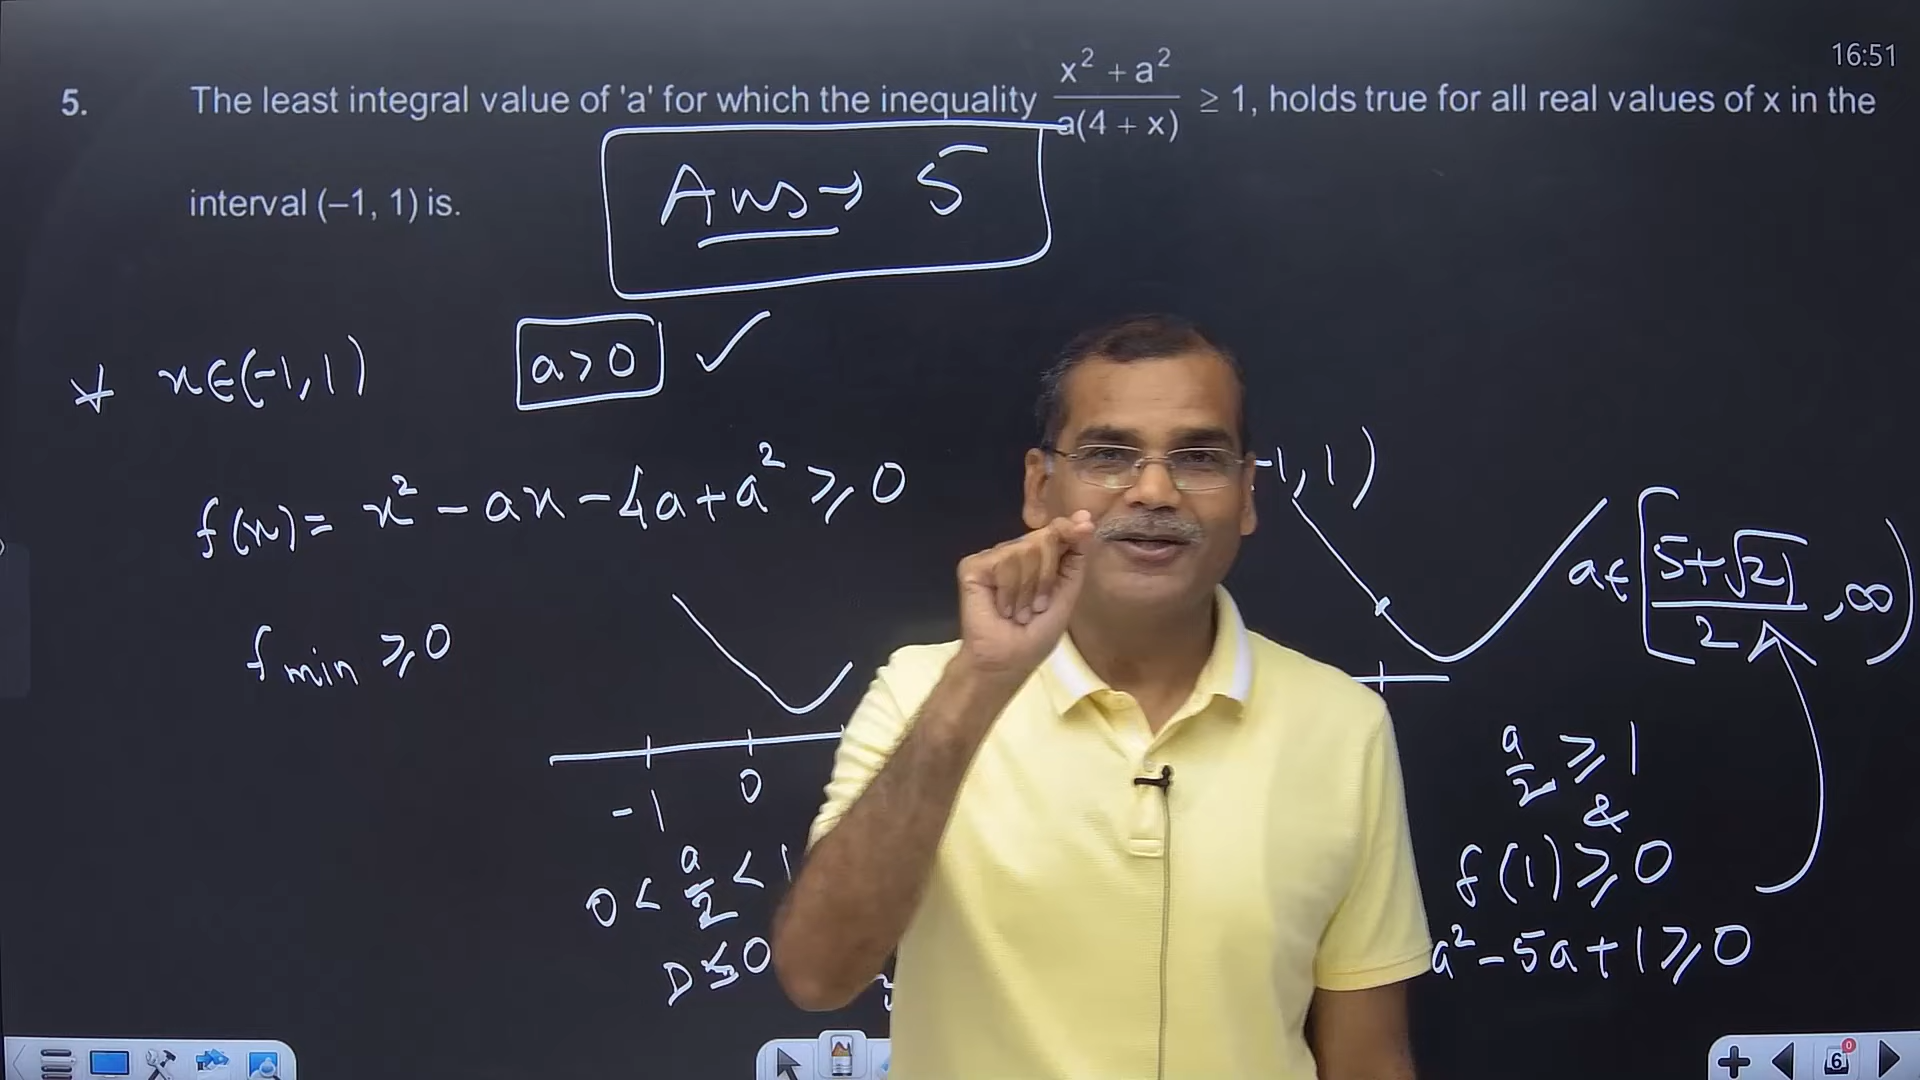 16:51
5. The least integral value of 'a' for which the inequality (x² + a²)/(a(4 + x)) ≥ 1, holds true for all real values of x in the
interval (–1, 1) is.
Ans → 5
∀ x∈(-1, 1) a>0 ✓
f(x) = x² - ax - 4a + a² ≥ 0
-1, 1)
a∈[(5+√21)/2, ∞)
f min ≥ 0
-1 0
0 < a/2 < 1
D ≤ 0
a/2 ≥ 1
&
f(1) ≥ 0
a² - 5a + 1 ≥ 0
6 0